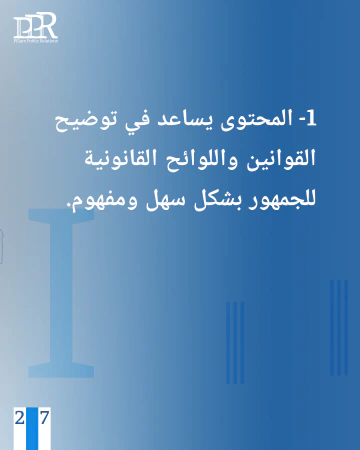 PPR
1- المحتوى يساعد في توضيح
القوانين واللوائح القانونية
للجمهور بشكل سهل ومفهوم.
I
2 7